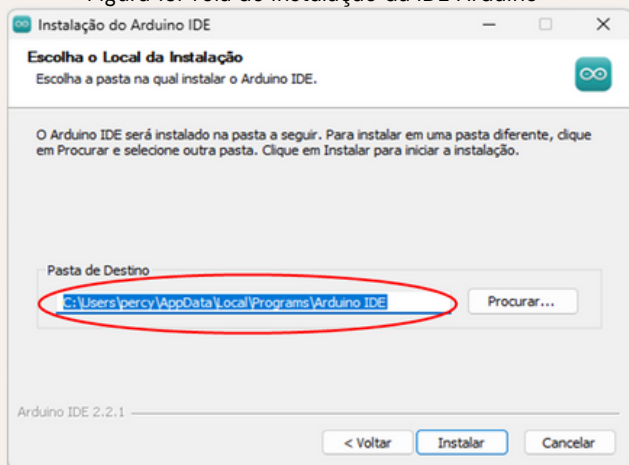 Instalação do Arduino IDE
Escolha o Local da Instalação
Escolha a pasta na qual instalar o Arduino IDE.
O Arduino IDE será instalado na pasta a seguir. Para instalar em uma pasta diferente, clique
em Procurar e selecione outra pasta. Clique em Instalar para iniciar a instalação.
Pasta de Destino
C:\Users\percy\AppData\Local\Programs\Arduino IDE
Procurar...
Arduino IDE 2.2.1
< Voltar
Instalar
Cancelar